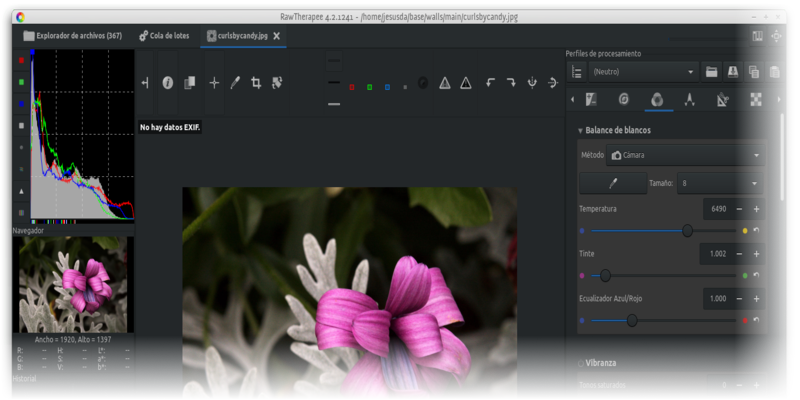 RawTherapee 4.2.1241 - /home/jesusda/base/walls/main/curlsbycandy.jpg
Explorador de archivos (367)
Cola de lotes
curlsbycandy.jpg
Perfiles de procesamiento
(Neutro)
No hay datos EXIF.
Balance de blancos
Método
Cámara
Tamaño: 8
Temperatura 6490
Tinte 1.002
Ecualizador Azul/Rojo 1.000
Navegador
Ancho = 1920, Alto = 1397
R: -- H: -- L*: --
G: -- S: -- a*: --
B: -- V: -- b*: --
Historial
Vibranza
Tonos saturados 0